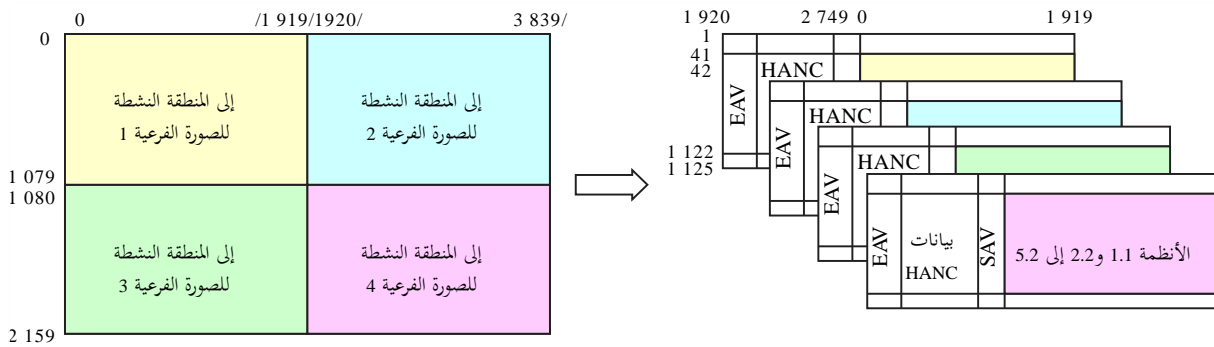 0 /1 919/1920/ 3 839/
0
إلى المنطقة النشطة
للصورة الفرعية 1
إلى المنطقة النشطة
للصورة الفرعية 2
1 079
1 080
إلى المنطقة النشطة
للصورة الفرعية 3
إلى المنطقة النشطة
للصورة الفرعية 4
2 159
1 920 2 749 0 1 919
1
41
42
1 122
1 125
EAV
HANC
EAV
HANC
EAV
HANC
EAV
بيانات
HANC
SAV
الأنظمة 1.1 و2.2 إلى 5.2